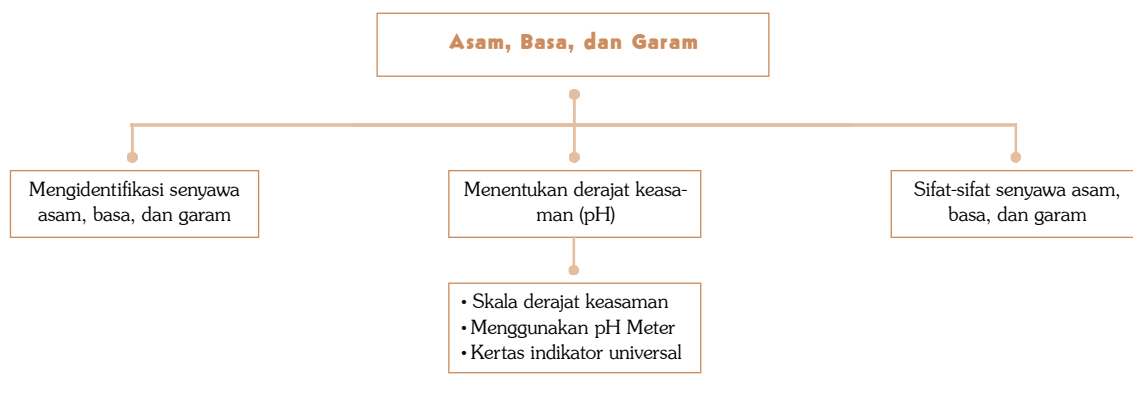 Asam, Basa, dan Garam
Mengidentifikasi senyawa
asam, basa, dan garam
Menentukan derajat keasa-
man (pH)
Sifat-sifat senyawa asam,
basa, dan garam
• Skala derajat keasaman
• Menggunakan pH Meter
• Kertas indikator universal